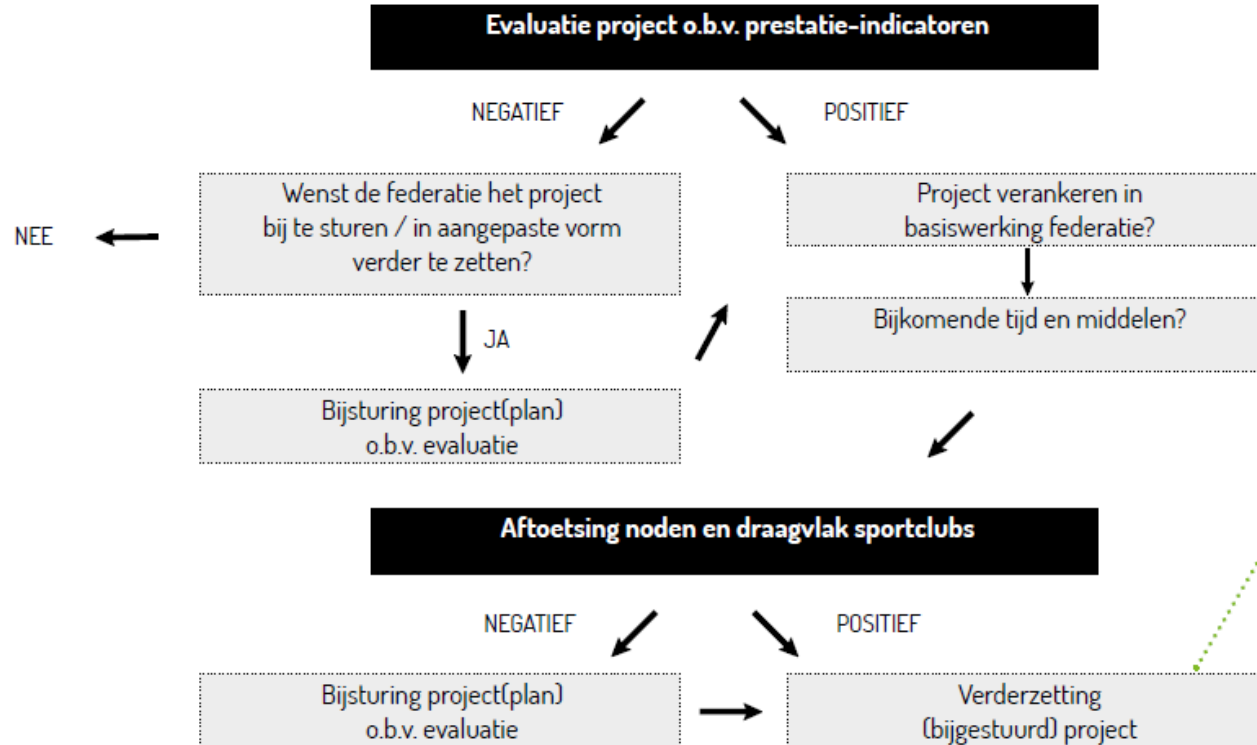 Evaluatie project o.b.v. prestatie-indicatoren
NEGATIEF
POSITIEF
Wenst de federatie het project
bij te sturen / in aangepaste vorm
verder te zetten?
NEE
Project verankeren in
basiswerking federatie?
Bijkomende tijd en middelen?
JA
Bijsturing project(plan)
o.b.v. evaluatie
Aftoetsing noden en draagvlak sportclubs
NEGATIEF
POSITIEF
Bijsturing project(plan)
o.b.v. evaluatie
Verderzetting
(bijgestuurd) project